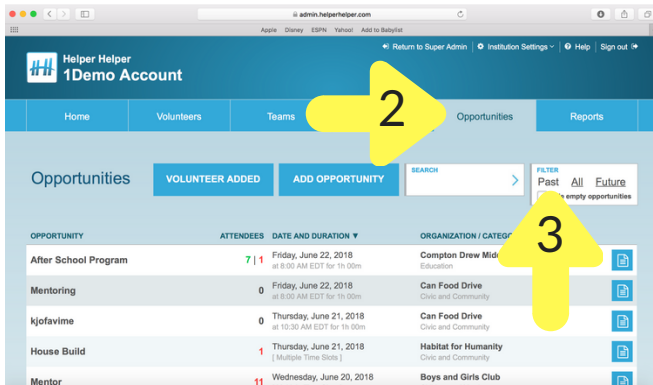 admin.helperhelper.com
Apple Disney ESPN Yahoo! Add to Babylist
Return to Super Admin Institution Settings Help Sign out
Helper Helper
1Demo Account
Home Volunteers Teams 2 Opportunities Reports
Opportunities
VOLUNTEER ADDED
ADD OPPORTUNITY
SEARCH
FILTER
Past All Future
empty opportunities
3
OPPORTUNITY ATTENDEES DATE AND DURATION ▼ ORGANIZATION / CATEG
After School Program 7 | 1 Friday, June 22, 2018 Compton Drew
at 8:00 AM EDT for 1h 00m Education
Mentoring 0 Friday, June 22, 2018 Can Food Drive
at 8:00 AM EDT for 1h 00m Civic and Community
kjofavime 0 Thursday, June 21, 2018 Can Food Drive
at 10:30 AM EDT for 1h 00m Civic and Community
House Build 1 Thursday, June 21, 2018 Habitat for Humanity
[ Multiple Time Slots ] Civic and Community
Mentor 11 Wednesday, June 20, 2018 Boys and Girls Club